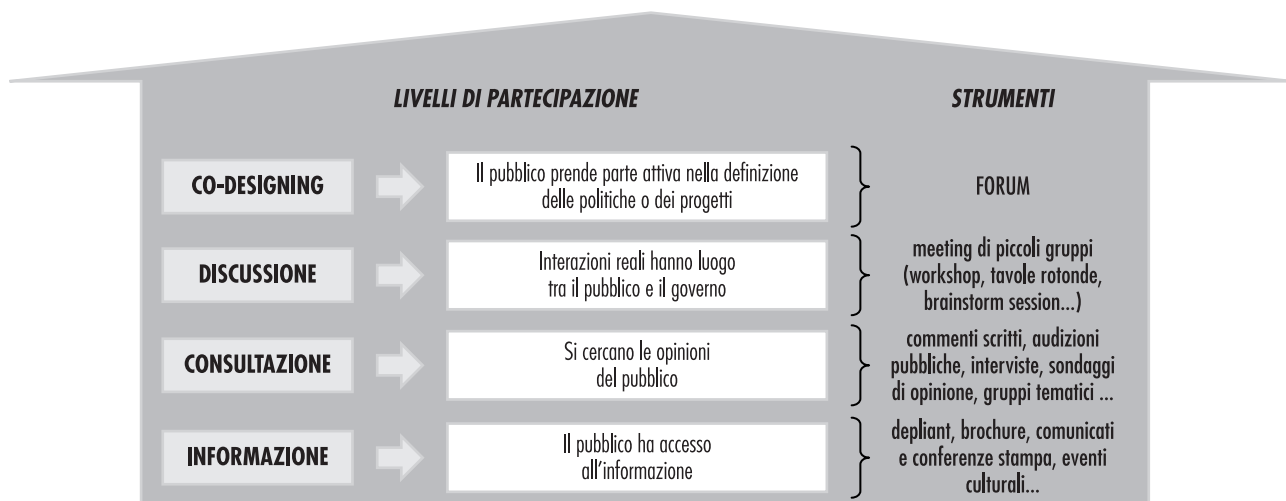 LIVELLI DI PARTECIPAZIONE
STRUMENTI
CO-DESIGNING
Il pubblico prende parte attiva nella definizione
delle politiche o dei progetti
FORUM
DISCUSSIONE
Interazioni reali hanno luogo
tra il pubblico e il governo
meeting di piccoli gruppi
(workshop, tavole rotonde,
brainstorm session...)
CONSULTAZIONE
Si cercano le opinioni
del pubblico
commenti scritti, audizioni
pubbliche, interviste, sondaggi
di opinione, gruppi tematici ...
INFORMAZIONE
Il pubblico ha accesso
all'informazione
depliant, brochure, comunicati
e conferenze stampa, eventi
culturali...